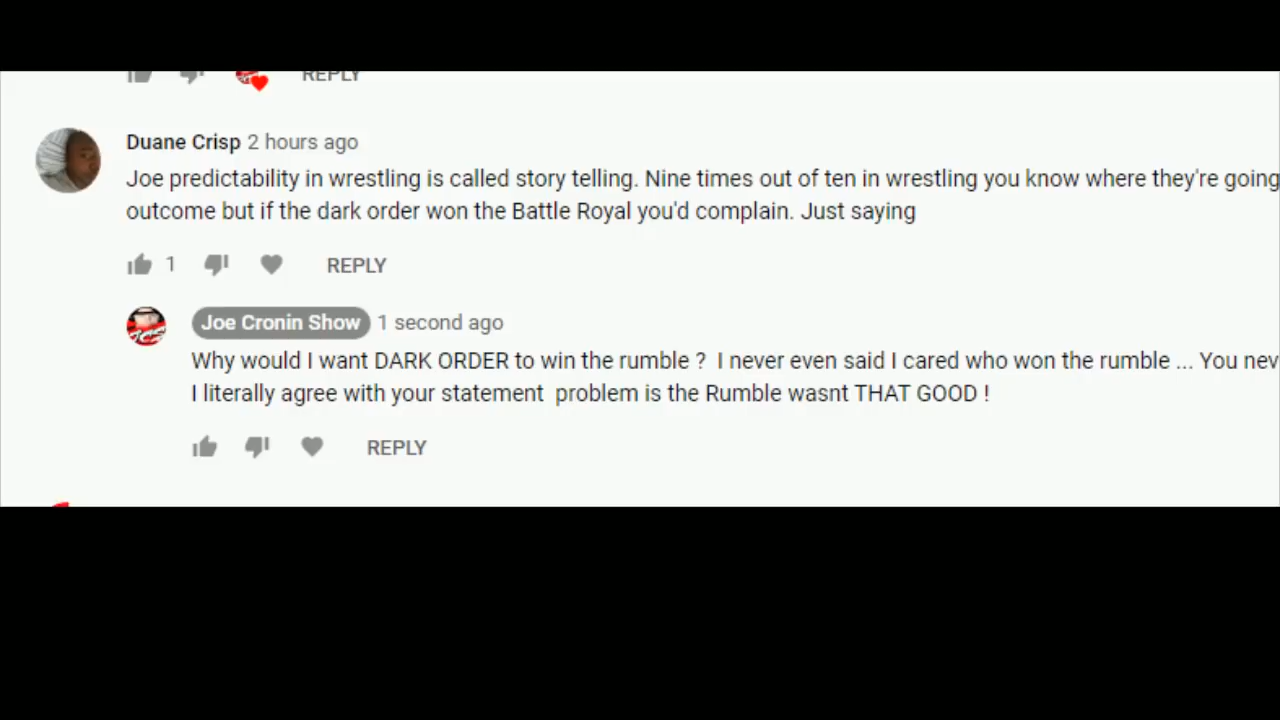 REPLY
Duane Crisp 2 hours ago
Joe predictability in wrestling is called story telling. Nine times out of ten in wrestling you know where they're going
outcome but if the dark order won the Battle Royal you'd complain. Just saying
1 REPLY
Joe Cronin Show 1 second ago
Why would I want DARK ORDER to win the rumble ? I never even said I cared who won the rumble ... You nev
I literally agree with your statement problem is the Rumble wasnt THAT GOOD !
REPLY